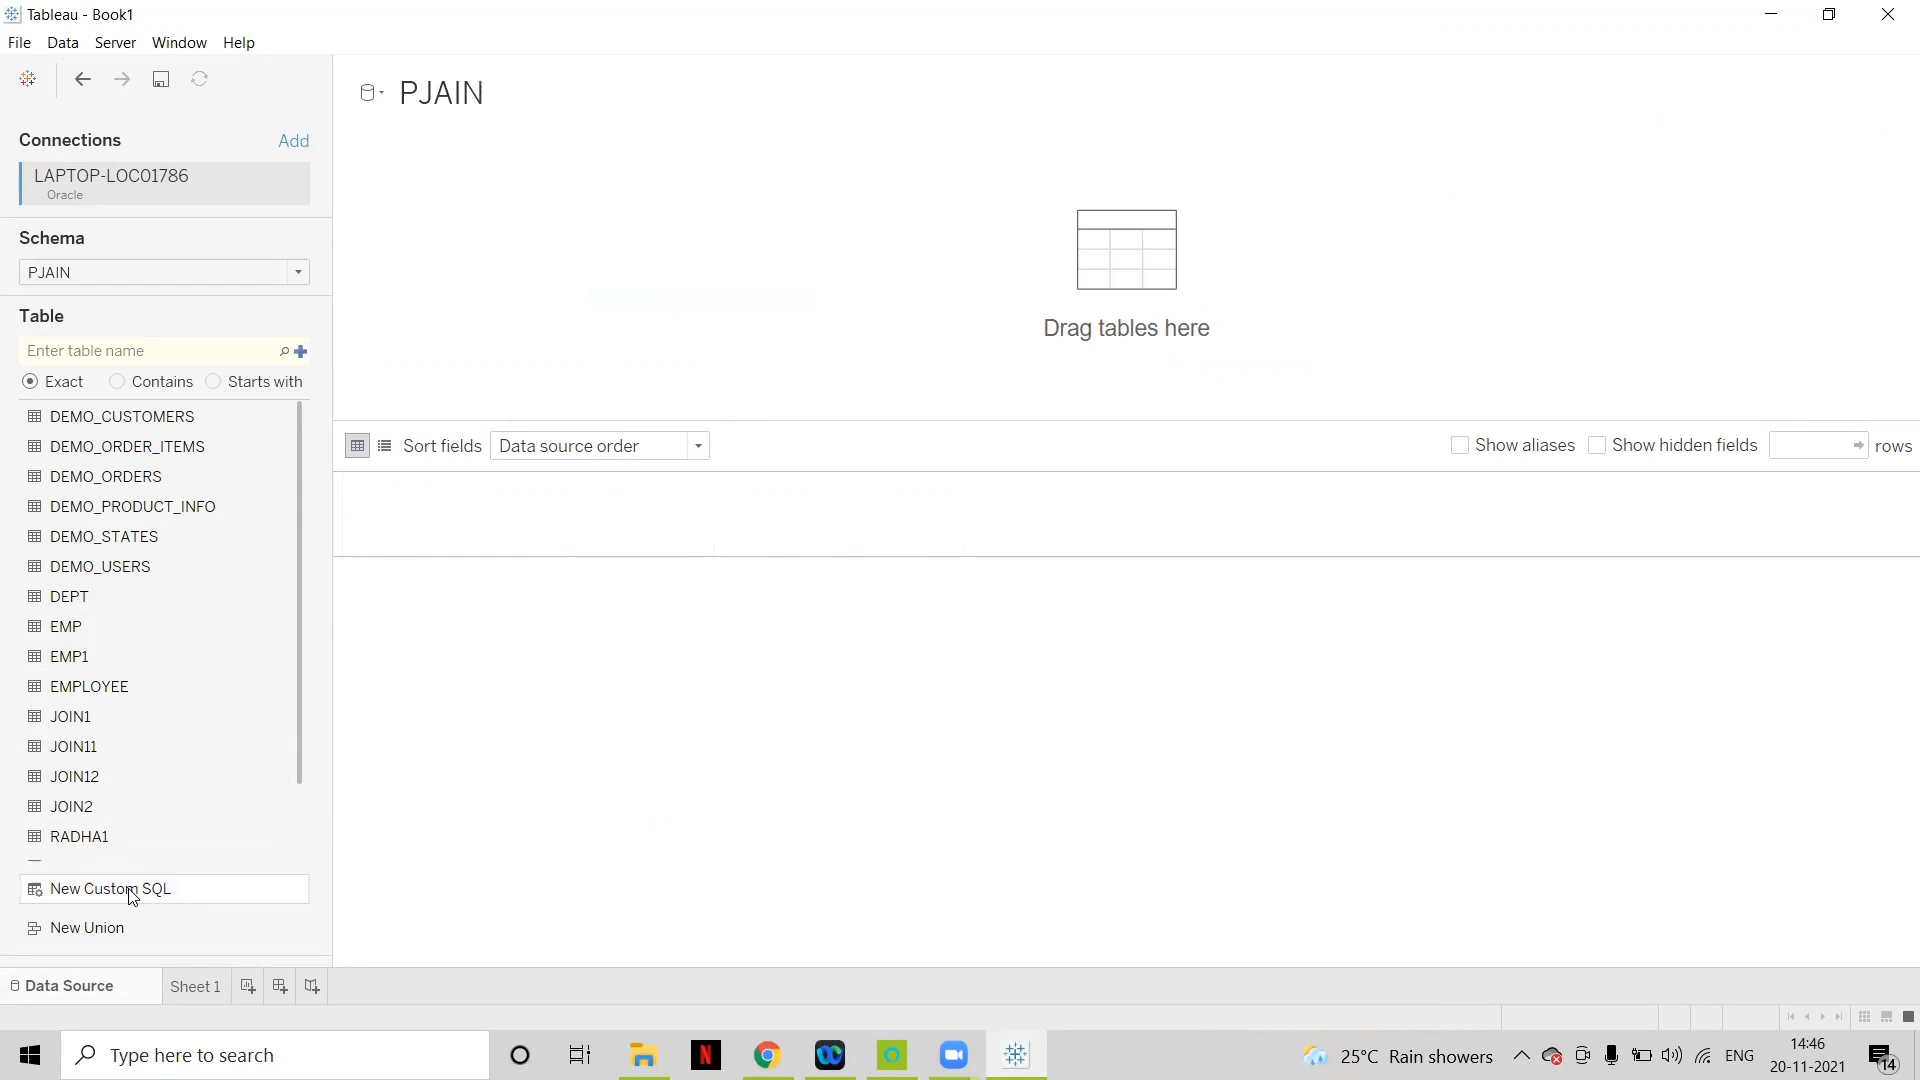 Tableau - Book1
File Data Server Window Help
PJAIN
Connections Add
LAPTOP-LOCO1786
Oracle
Schema
PJAIN
Table
Enter table name
Exact Contains Starts with
DEMO_CUSTOMERS
DEMO_ORDER_ITEMS
DEMO_ORDERS
DEMO_PRODUCT_INFO
DEMO_STATES
DEMO_USERS
DEPT
EMP
EMP1
EMPLOYEE
JOIN1
JOIN11
JOIN12
JOIN2
RADHA1
New Custom SQL
New Union
Drag tables here
Sort fields Data source order Show aliases Show hidden fields rows
Data Source Sheet 1
Type here to search
N
25°C Rain showers ENG
14:46
20-11-2021
14